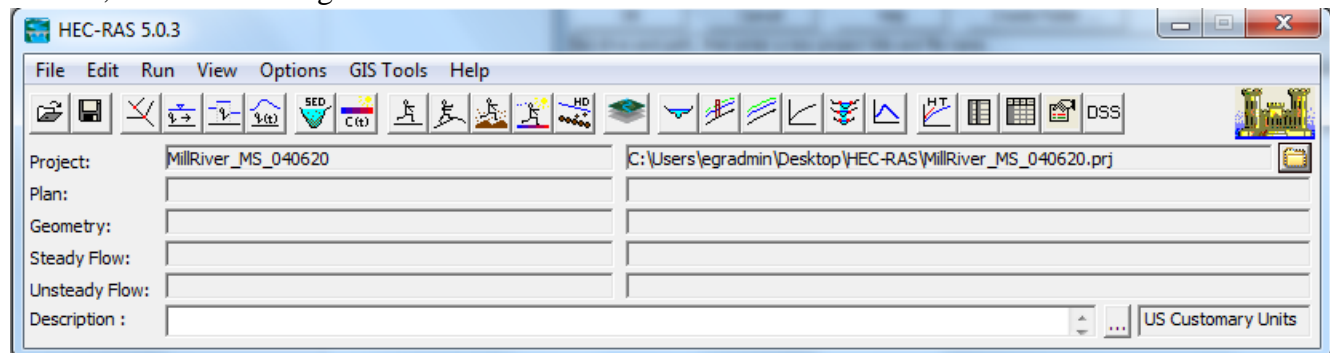 HEC-RAS 5.0.3
File Edit Run View Options GIS Tools Help
SED C(t) HD HT DSS
Project: MillRiver_MS_040620 C:\Users\egradmin\Desktop\HEC-RAS\MillRiver_MS_040620.prj
Plan:
Geometry:
Steady Flow:
Unsteady Flow:
Description : ... US Customary Units